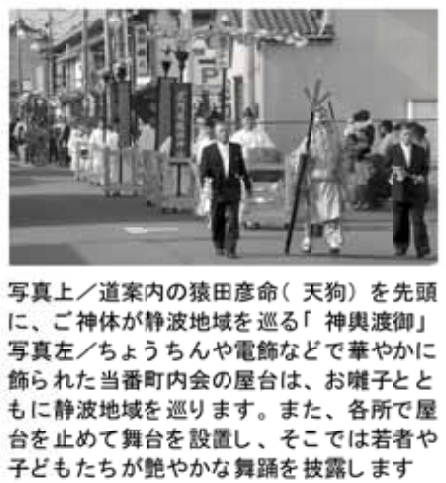 写真上／道案内の猿田彦命( 天狗) を先頭
に、ご神体が静波地域を巡る「 神輿渡御」
写真左／ちょうちんや電飾などで華やかに
飾られた当番町内会の屋台は、お囃子とと
もに静波地域を巡ります。また、各所で屋
台を止めて舞台を設置し、そこでは若者や
子どもたちが艶やかな舞踊を披露します